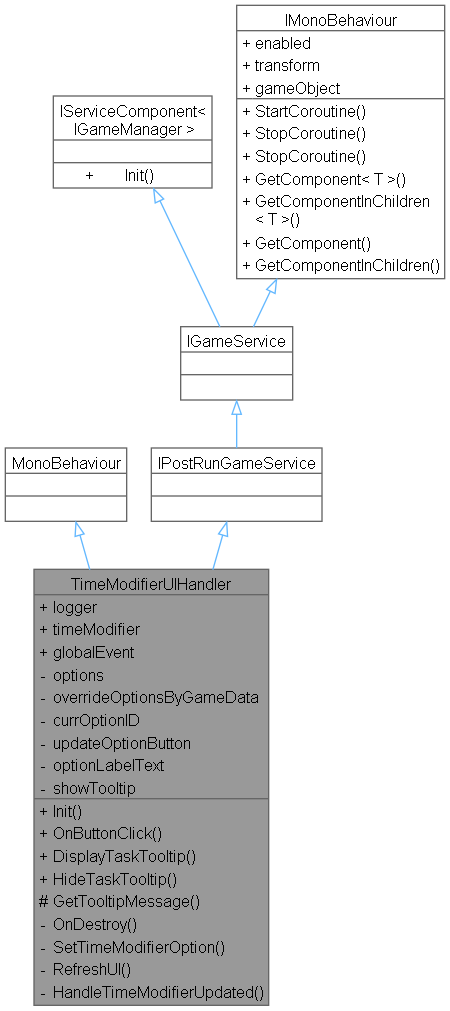 IMonoBehaviour
+ enabled
+ transform
+ gameObject
+ StartCoroutine()
+ StopCoroutine()
+ StopCoroutine()
+ GetComponent< T >()
+ GetComponentInChildren
< T >()
+ GetComponent()
+ GetComponentInChildren()
IServiceComponent<
IGameManager >
+ Init()
IGameService
MonoBehaviour
IPostRunGameService
TimeModifierUIHandler
+ logger
+ timeModifier
+ globalEvent
- options
- overrideOptionsByGameData
- currOptionID
- updateOptionButton
- optionLabelText
- showTooltip
+ Init()
+ OnButtonClick()
+ DisplayTaskTooltip()
+ HideTaskTooltip()
# GetTooltipMessage()
- OnDestroy()
- SetTimeModifierOption()
- RefreshUI()
- HandleTimeModifierUpdated()